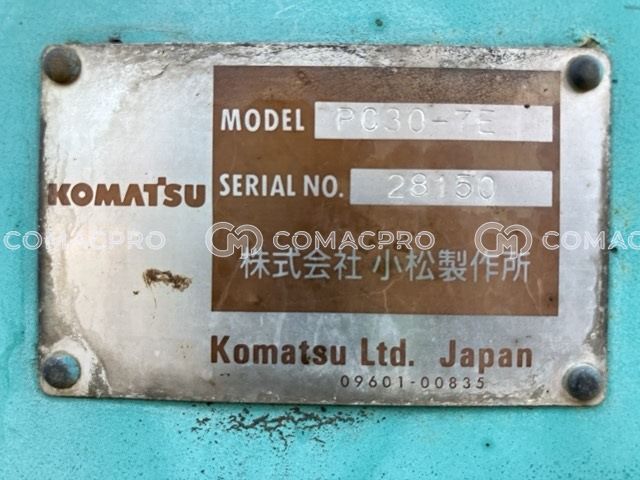 MODEL PC30-7E
KOMATSU SERIAL NO. 28150
COMACPRO COMACPRO COMACPRO
株式会社 小松製作所
Komatsu Ltd. Japan
09601-00835